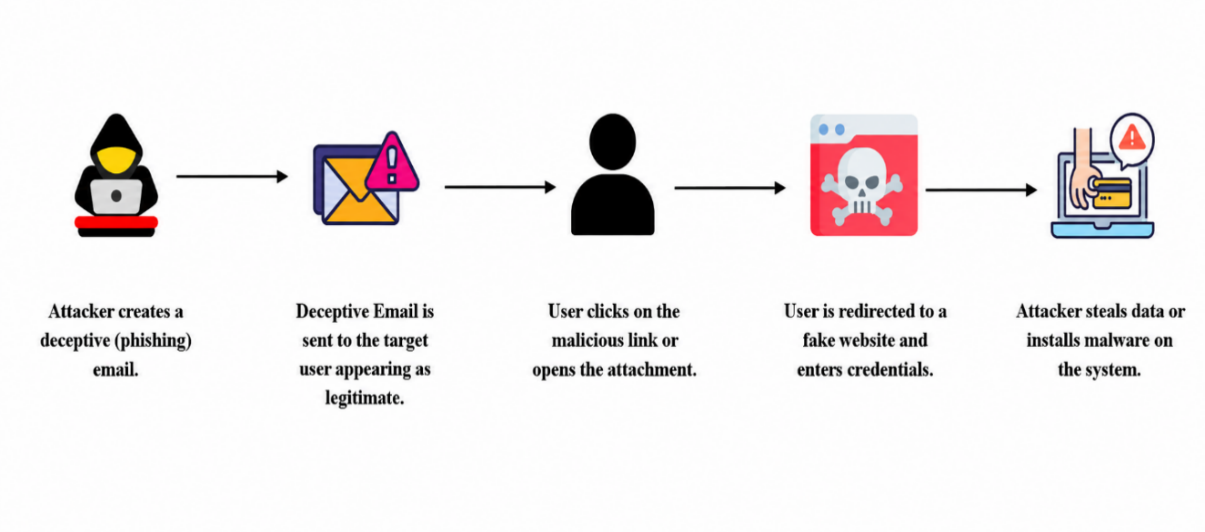 Attacker creates a
deceptive (phishing)
email.
Deceptive Email is
sent to the target
user appearing as
legitimate.
User clicks on the
malicious link or
opens the attachment.
User is redirected to a
fake website and
enters credentials.
Attacker steals data or
installs malware on
the system.